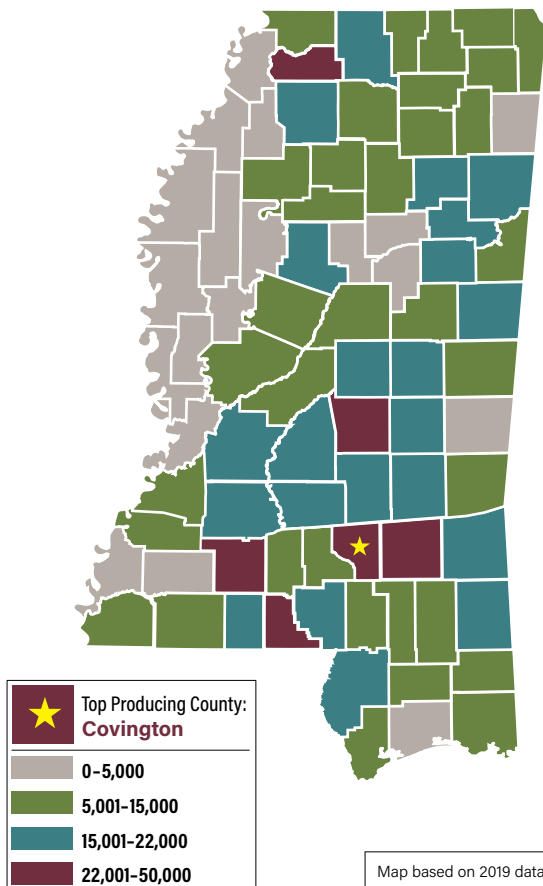 Top Producing County:
Covington
0–5,000
5,001–15,000
15,001–22,000
22,001–50,000
Map based on 2019 data